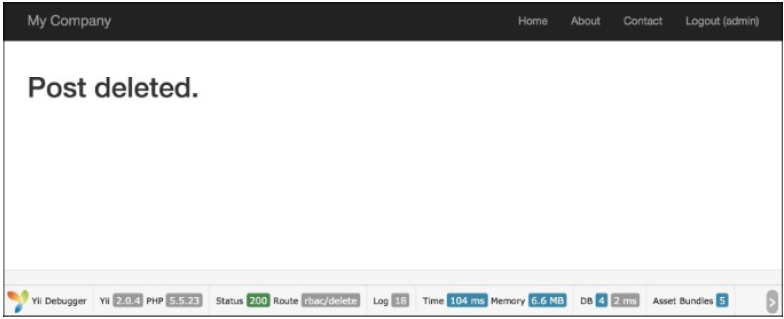 My Company Home About Contact Logout (admin)
Post deleted.
Yii Debugger Yii 2.0.4 PHP 5.5.23 Status 200 Route rbac/delete Log 18 Time 104 ms Memory 6.6 MB DB 4 2 ms Asset Bundles 5